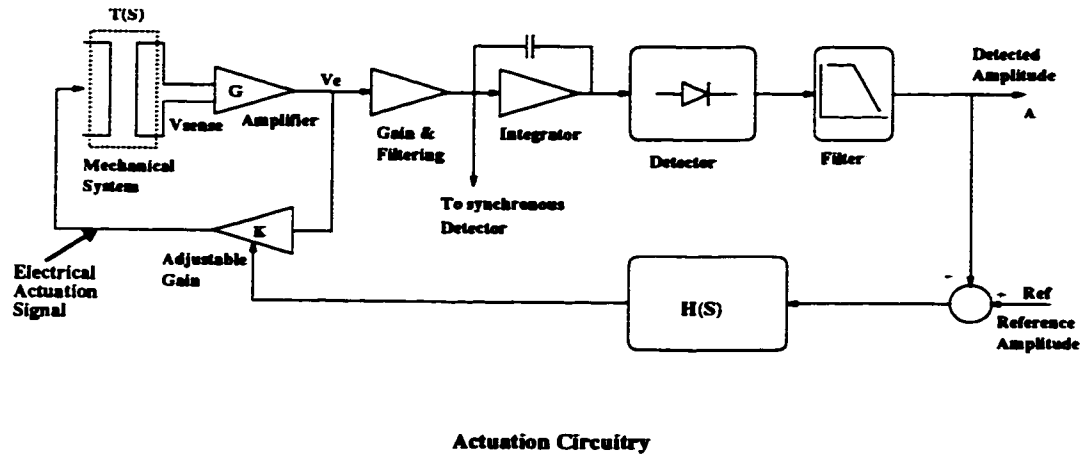 T(S)
G
Vsense
Amplifier
Ve
Mechanical
System
Gain &
Filtering
Integrator
To synchronous
Detector
Detector
Filter
Detected
Amplitude
A
K
Adjustable
Gain
Electrical
Actuation
Signal
H(S)
-
+
Ref
Reference
Amplitude
Actuation Circuitry